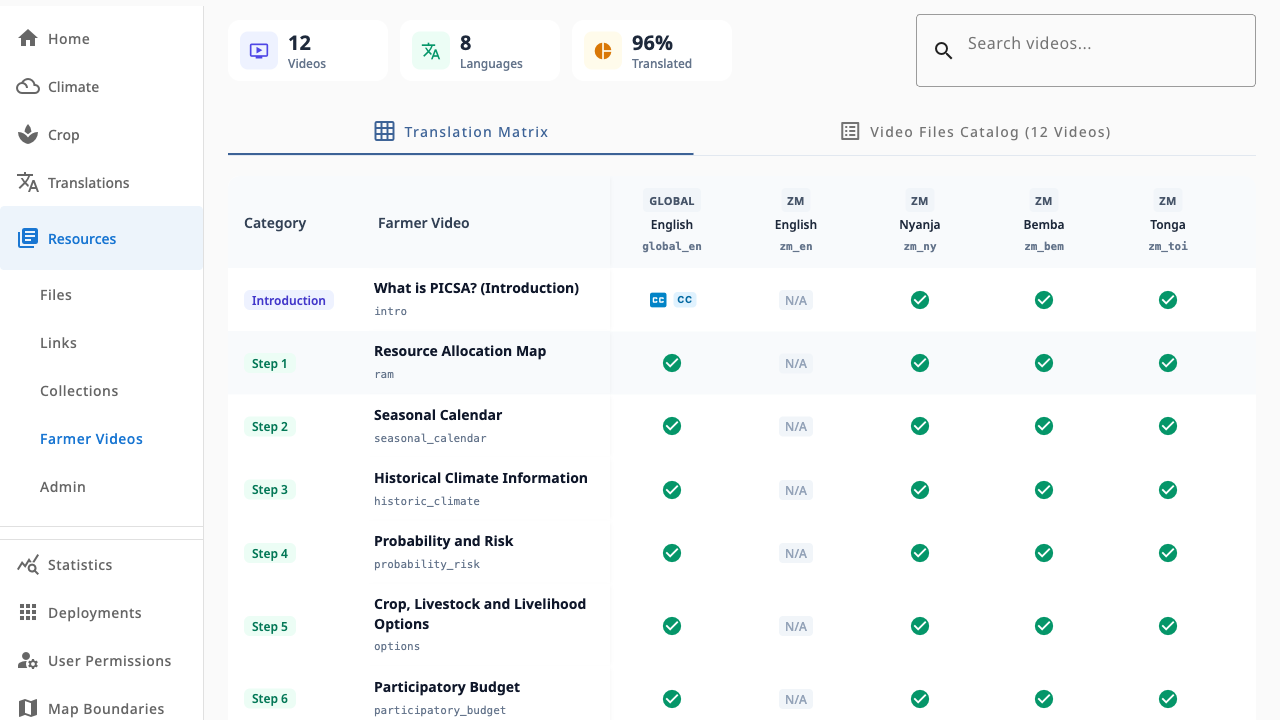 Home
Climate
Crop
Translations
Resources
Files
Links
Collections
Farmer Videos
Admin
Statistics
Deployments
User Permissions
Map Boundaries
12
Videos
8
Languages
96%
Translated
Search videos...
Translation Matrix
Video Files Catalog (12 Videos)
Category
Farmer Video
GLOBAL
English
global_en
ZM
English
zm_en
ZM
Nyanja
zm_ny
ZM
Bemba
zm_bem
ZM
Tonga
zm_toi
Introduction
What is PICSA? (Introduction)
intro
CC CC
N/A
Step 1
Resource Allocation Map
ram
N/A
Step 2
Seasonal Calendar
seasonal_calendar
N/A
Step 3
Historical Climate Information
historic_climate
N/A
Step 4
Probability and Risk
probability_risk
N/A
Step 5
Crop, Livestock and Livelihood
Options
options
N/A
Step 6
Participatory Budget
participatory_budget
N/A